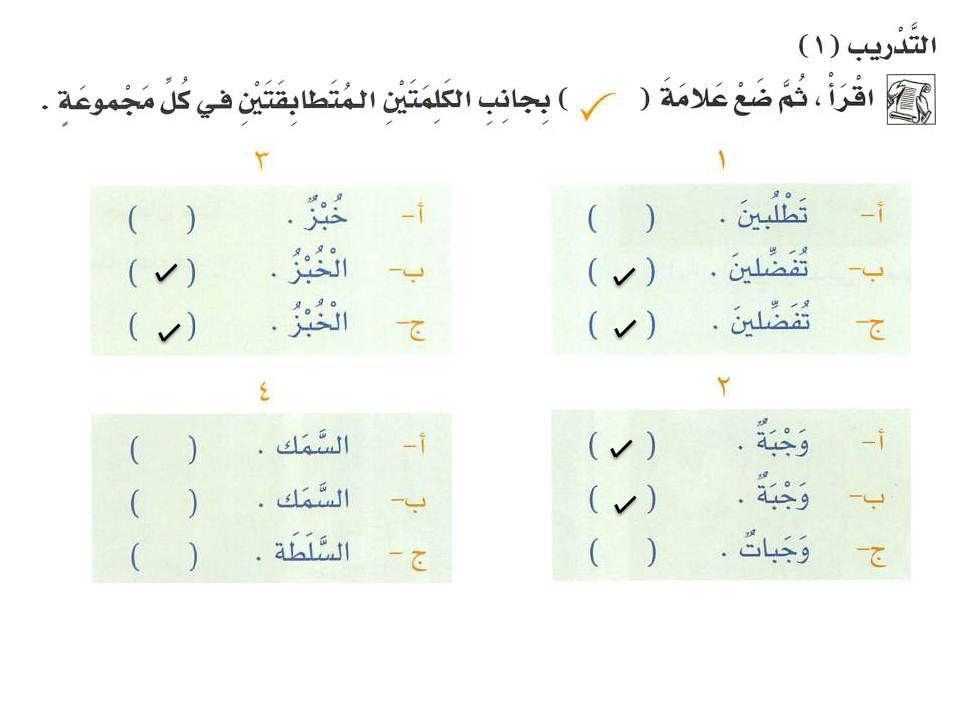 التَّدْريب (١)
اقْرَأْ ، ثُمَّ ضَعْ عَلامَةَ ( ✓ ) بِجانِبِ الكَلِمَتَيْنِ المُتَطابِقَتَيْنِ في كُلِّ مَجْموعَةٍ .
١
أ- تَطْلُبينَ . ( )
ب- تُفَضِّلينَ . ( ✓ )
ج- تُفَضِّلينَ . ( ✓ )
٢
أ- وَجْبَةٌ . ( ✓ )
ب- وَجْبَةٌ . ( ✓ )
ج- وَجَباتٌ . ( )
٣
أ- خُبْزٌ . ( )
ب- الْخُبْزُ . ( ✓ )
ج- الْخُبْزُ . ( ✓ )
٤
أ- السَّمَك . ( )
ب- السَّمَك . ( )
ج - السَّلَطَة . ( )